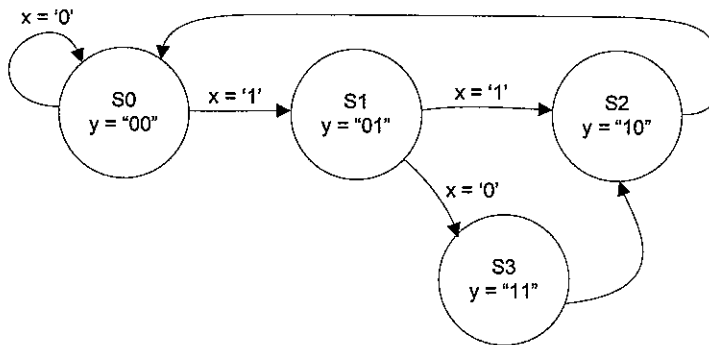 x = ‘0’
S0
y = “00”
x = ‘1’
S1
y = “01”
x = ‘1’
S2
y = “10”
x = ‘0’
S3
y = “11”